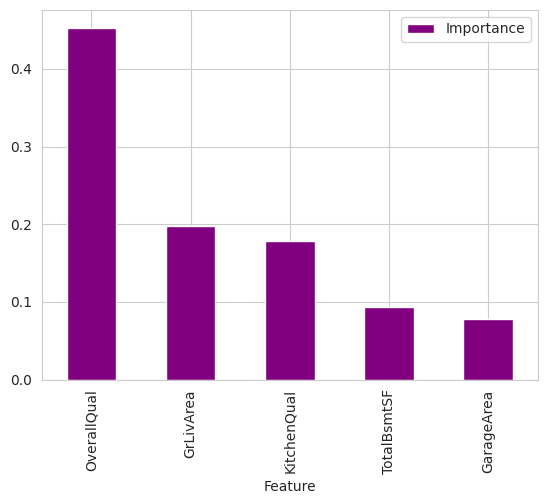 Importance
0.4
0.3
0.2
0.1
0.0
OverallQual
GrLivArea
KitchenQual
TotalBsmtSF
GarageArea
Feature